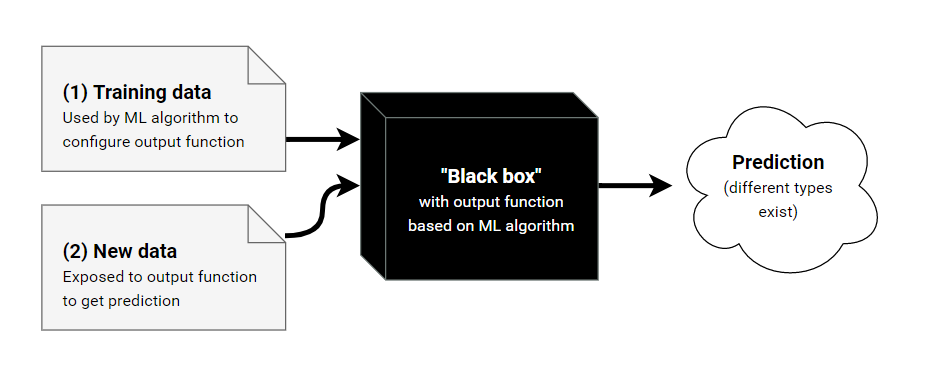 (1) Training data
Used by ML algorithm to
configure output function
(2) New data
Exposed to output function
to get prediction
"Black box"
with output function
based on ML algorithm
Prediction
(different types
exist)